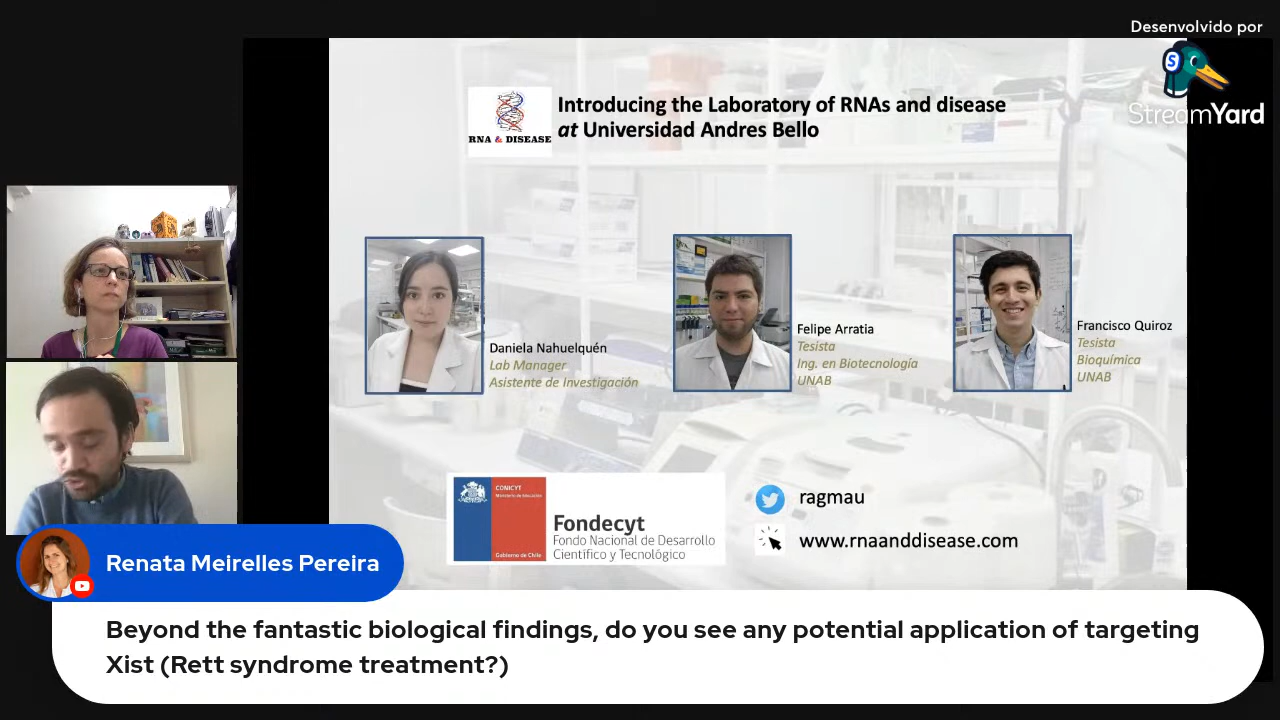 Desenvolvido por
StreamYard
Introducing the Laboratory of RNAs and disease
at Universidad Andres Bello
RNA & DISEASE
Daniela Nahuelquén
Lab Manager
Asistente de Investigación
Felipe Arratia
Tesista
Ing. en Biotecnología
UNAB
Francisco Quiroz
Tesista
Bioquímica
UNAB
CONICYT
Ministerio de Educación
Gobierno de Chile
Fondecyt
Fondo Nacional de Desarrollo
Científico y Tecnológico
ragmau
www.rnaanddisease.com
Renata Meirelles Pereira
Beyond the fantastic biological findings, do you see any potential application of targeting
Xist (Rett syndrome treatment?)